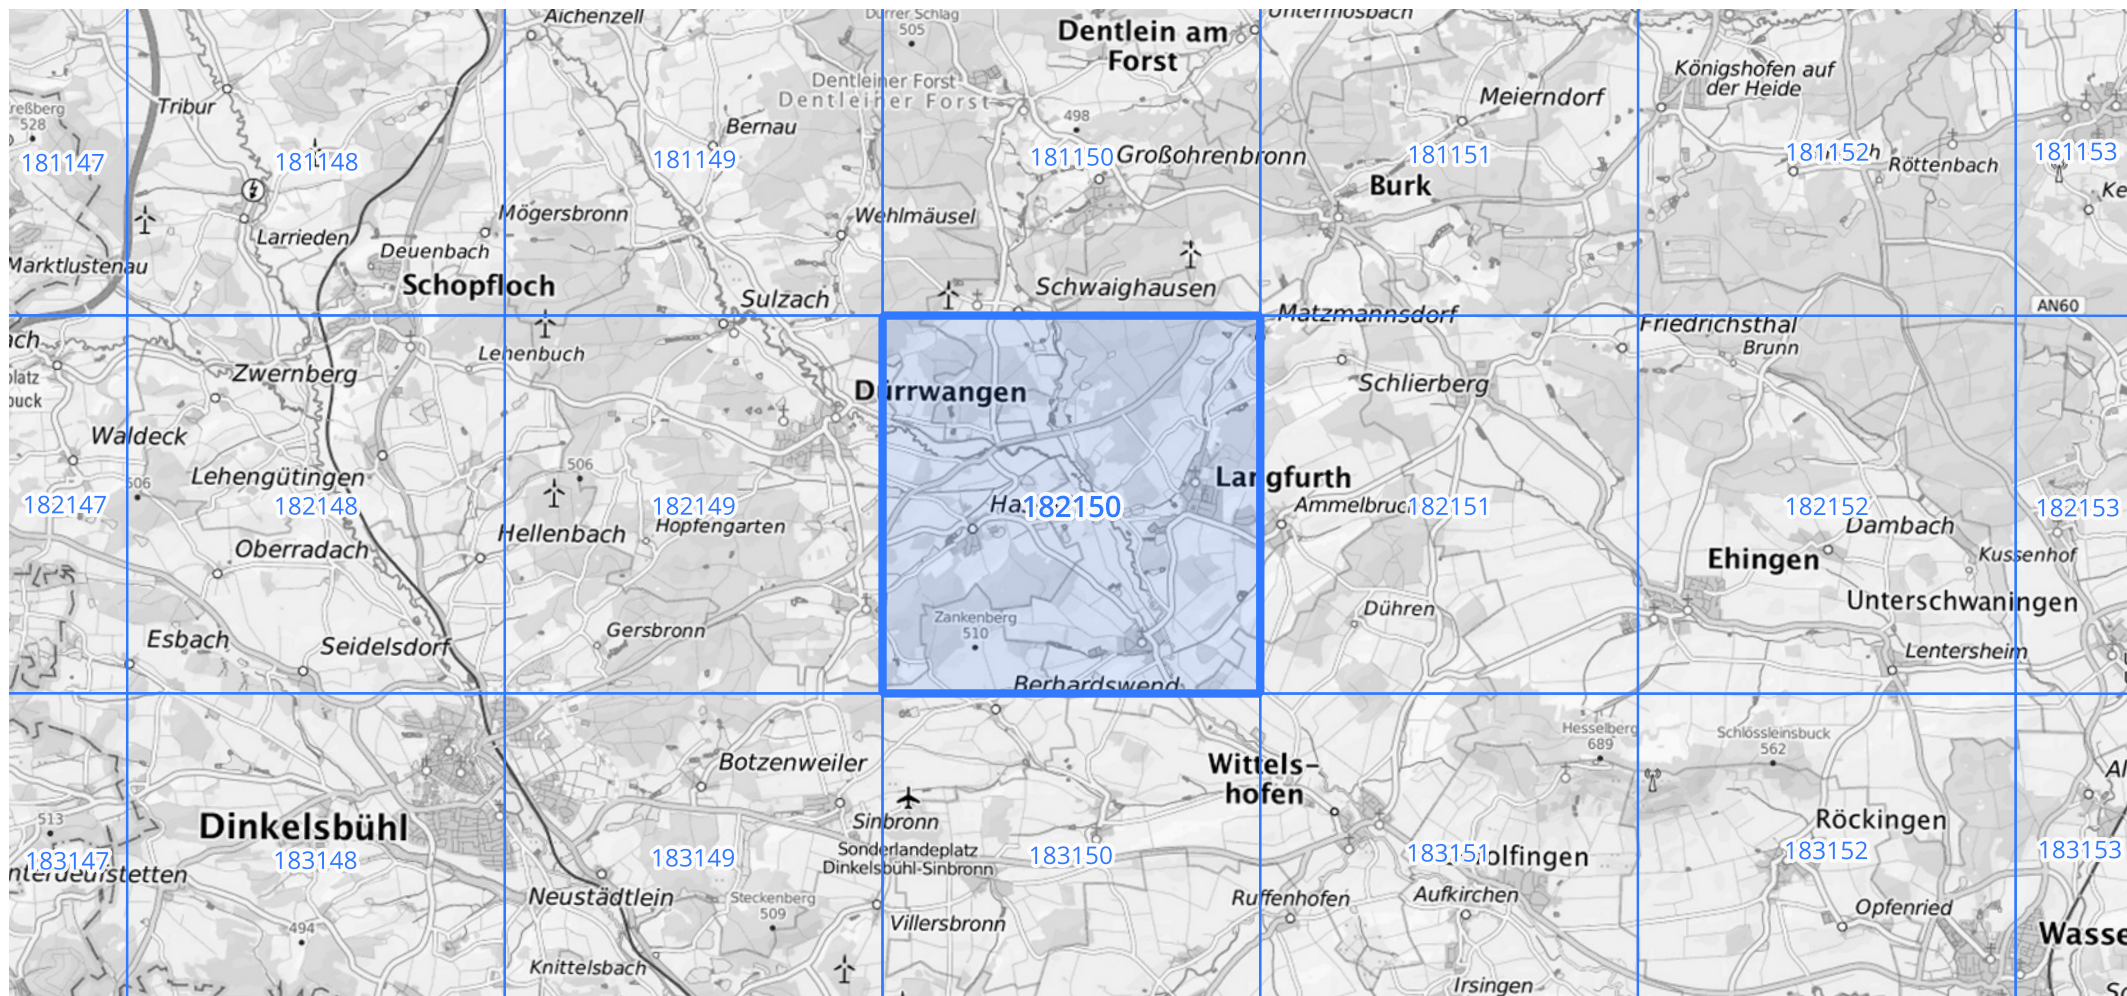 Aichenzell
Dürrer Schlag
505
Dentlein am
Forst
Untermosbach
Königshofen auf
der Heide
Dentleiner Forst
Dentleiner Forst
Meierndorf
Tribur
528
498
Bernau
181147
181148
181149
181150
Großohrenbronn
181151
181152
Röttenbach
181153
Burk
Mögersbronn
Wehlmäusel
Larrieden
Deuenbach
Marktlustenau
Schopfloch
Sulzach
Schwaighausen
Matzmannsdorf
AN60
Friedrichsthal
Brunn
Lehenbuch
Zwernberg
Dürrwangen
Schlierberg
Waldeck
506
506
Lehengütingen
Langfurth
182147
182148
182149
182150
Ammelbruch
182151
182152
182153
Hellenbach
Hopfengarten
Dambach
Oberradach
Ehingen
Kussenhof
Unterschwaningen
Dühren
Zankenberg
510
Esbach
Seidelsdorf
Gersbronn
Lentersheim
Berhardswend
Hesselberg
689
Schlössleinsbuck
562
Botzenweiler
Wittels-
hofen
Sinbronn
Röckingen
513
Dinkelsbühl
Sonderlandeplatz
Dinkelsbühl-Sinbronn
183147
183148
183149
183150
183151
183152
183153
Neustädtlein
Steckenberg
509
Ruffenhofen
Aufkirchen
Opfenried
494
Villersbronn
Wasse
Knittelsbach
Irsingen